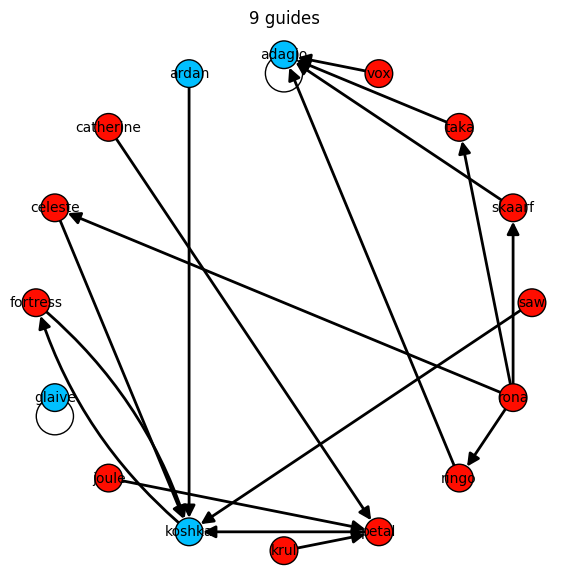 9 guides
adagio
ardan
vox
catherine
taka
celeste
skaarf
fortress
saw
glaive
rona
joule
ringo
koshka
petal
krul